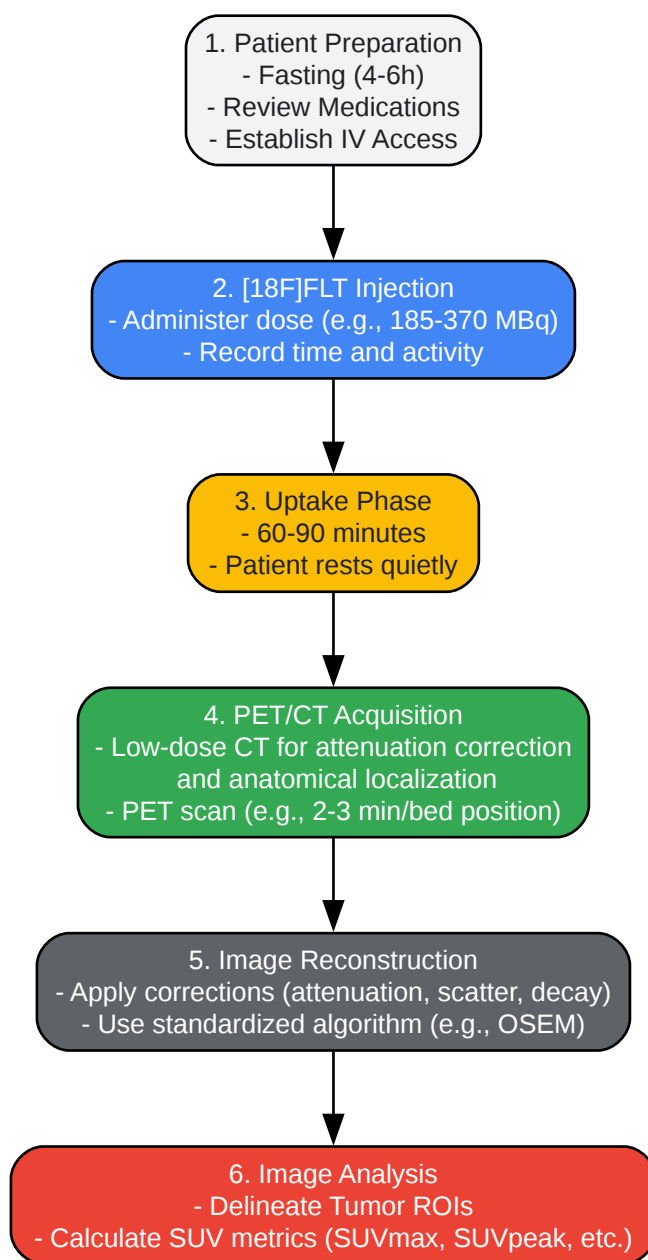 1. Patient Preparation
- Fasting (4-6h)
- Review Medications
- Establish IV Access
2. [18F]FLT Injection
- Administer dose (e.g., 185-370 MBq)
- Record time and activity
3. Uptake Phase
- 60-90 minutes
- Patient rests quietly
4. PET/CT Acquisition
- Low-dose CT for attenuation correction
and anatomical localization
- PET scan (e.g., 2-3 min/bed position)
5. Image Reconstruction
- Apply corrections (attenuation, scatter, decay)
- Use standardized algorithm (e.g., OSEM)
6. Image Analysis
- Delineate Tumor ROIs
- Calculate SUV metrics (SUVmax, SUVpeak, etc.)